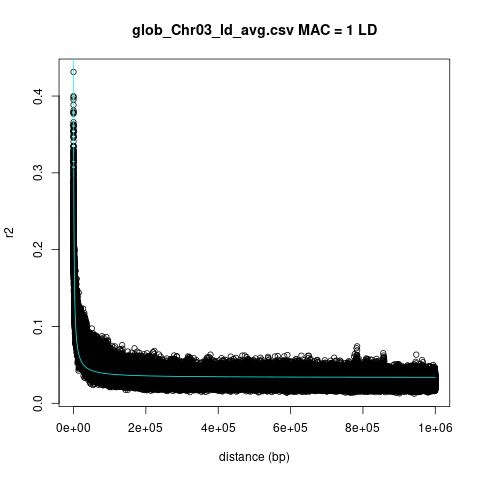 glob_Chr03_ld_avg.csv MAC = 1 LD
r2
0.4
0.3
0.2
0.1
0.0
0e+00 2e+05 4e+05 6e+05 8e+05 1e+06
distance (bp)